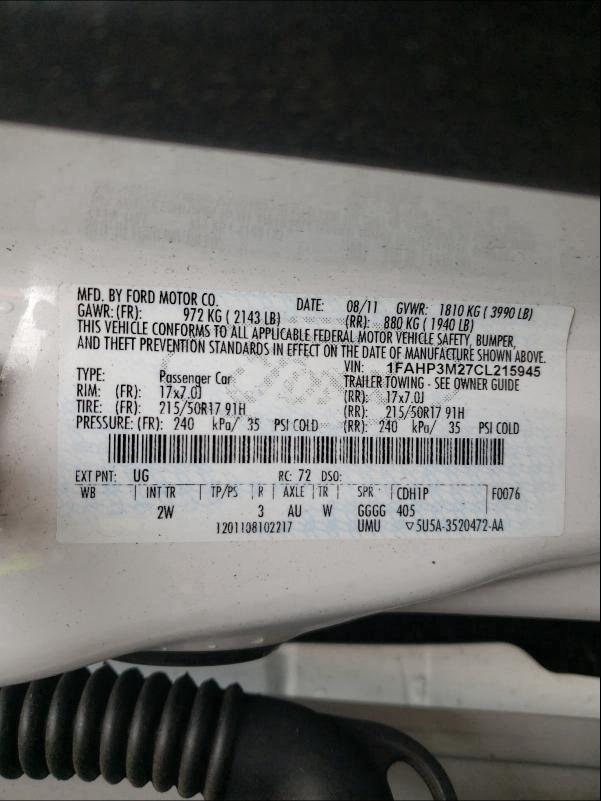 MFD. BY FORD MOTOR CO. DATE: 08/11 GVWR: 1810 KG ( 3990 LB)
GAWR: (FR): 972 KG ( 2143 LB) (RR): 880 KG ( 1940 LB)
THIS VEHICLE CONFORMS TO ALL APPLICABLE FEDERAL MOTOR VEHICLE SAFETY, BUMPER,
AND THEFT PREVENTION STANDARDS IN EFFECT ON THE DATE OF MANUFACTURE SHOWN ABOVE.
VIN: 1FAHP3M27CL215945
TYPE: Passenger Car TRAILER TOWING - SEE OWNER GUIDE
RIM: (FR): 17x7.0J (RR): 17x7.0J
TIRE: (FR): 215/50R17 91H (RR): 215/50R17 91H
PRESSURE: (FR): 240 kPa/ 35 PSI COLD (RR): 240 kPa/ 35 PSI COLD
EXT PNT: UG RC: 72 DSO:
WB INT TR TP/PS R AXLE TR SPR CDH1P F0076
2W 3 AU W GGGG 405
1201108102217 UMU ▽5U5A-3520472-AA